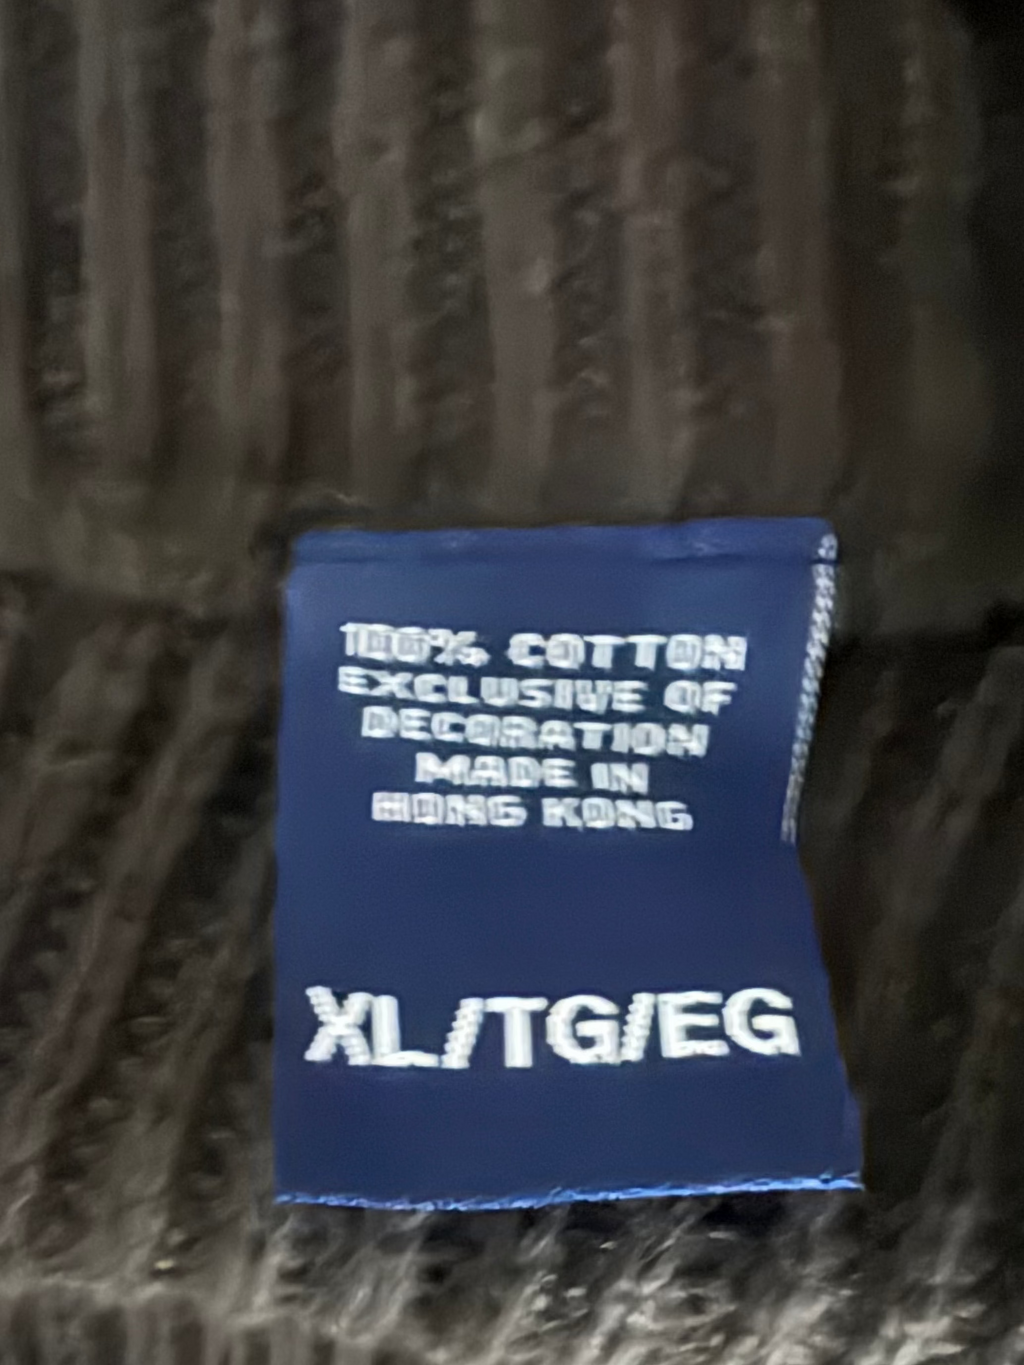 100% COTTON
EXCLUSIVE OF
DECORATION
MADE IN
HONG KONG
XL/TG/EG